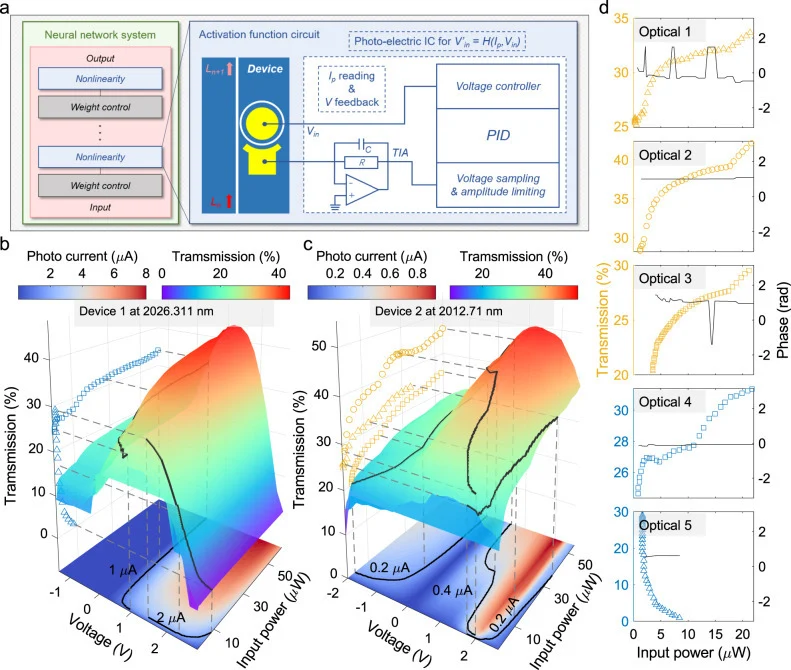 a
Neural network system
Output
Nonlinearity
Weight control
Nonlinearity
Weight control
Input
Activation function circuit
Photo-electric IC for V'in = H(Ip,Vin)
Ln+1
Device
Ln
Ip reading
&
V feedback
Vin
C
R
TIA
Voltage controller
PID
Voltage sampling
& amplitude limiting
b
Photo current (μA)
2 4 6 8
Transmission (%)
0 20 40
Device 1 at 2026.311 nm
Transmission (%)
40
30
20
10
0
1 μA
2 μA
-1
0
1
2
Voltage (V)
10
30
50
Input power (μW)
c
Photo current (μA)
0.2 0.4 0.6 0.8
Transmission (%)
20 40
Device 2 at 2012.71 nm
Transmission (%)
50
40
30
20
10
0
0.2 μA
0.4 μA
0.2 μA
-2
-1
0
1
2
Voltage (V)
10
30
50
Input power (μW)
d
Optical 1
35
30
25
2
0
-2
Optical 2
40
35
30
2
0
-2
Optical 3
30
25
20
2
0
-2
Optical 4
30
28
26
24
2
0
-2
Optical 5
30
20
10
0
2
0
-2
0 5 10 15 20
Input power (μW)
Transmission (%)
Phase (rad)